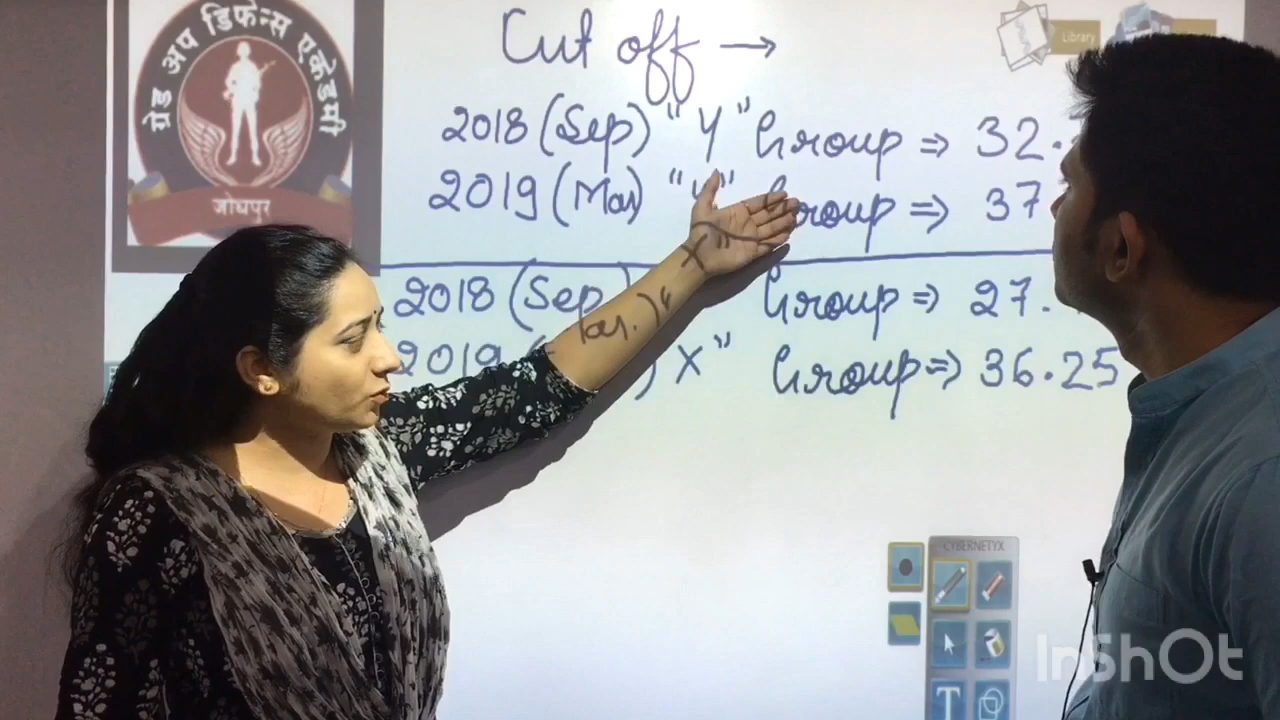 ग्रेड अप डिफेन्स एकेडमी
जोधपुर
Library
Cut off →
2018 (Sep) "Y" Group ⇒ 32.
2019 (Mar) Group ⇒ 37
2018 (Sep Group ⇒ 27.
2019 X" Group ⇒ 36.25
CYBERNETYX
T
InShOt